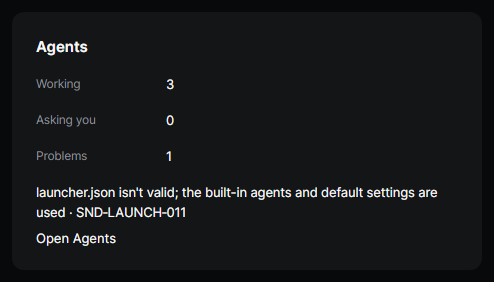 Agents
Working 3
Asking you 0
Problems 1
launcher.json isn't valid; the built-in agents and default settings are
used · SND-LAUNCH-011
Open Agents